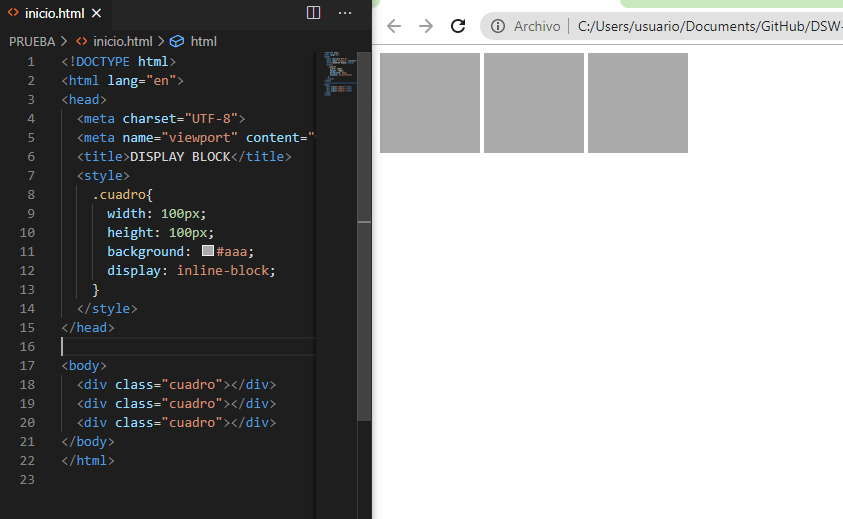 inicio.html
PRUEBA > inicio.html > html
1 <!DOCTYPE html>
2 <html lang="en">
3 <head>
4 <meta charset="UTF-8">
5 <meta name="viewport" content="
6 <title>DISPLAY BLOCK</title>
7 <style>
8 .cuadro{
9 width: 100px;
10 height: 100px;
11 background: #aaa;
12 display: inline-block;
13 }
14 </style>
15 </head>
16
17 <body>
18 <div class="cuadro"></div>
19 <div class="cuadro"></div>
20 <div class="cuadro"></div>
21 </body>
22 </html>
23
Archivo | C:/Users/usuario/Documents/GitHub/DSW-